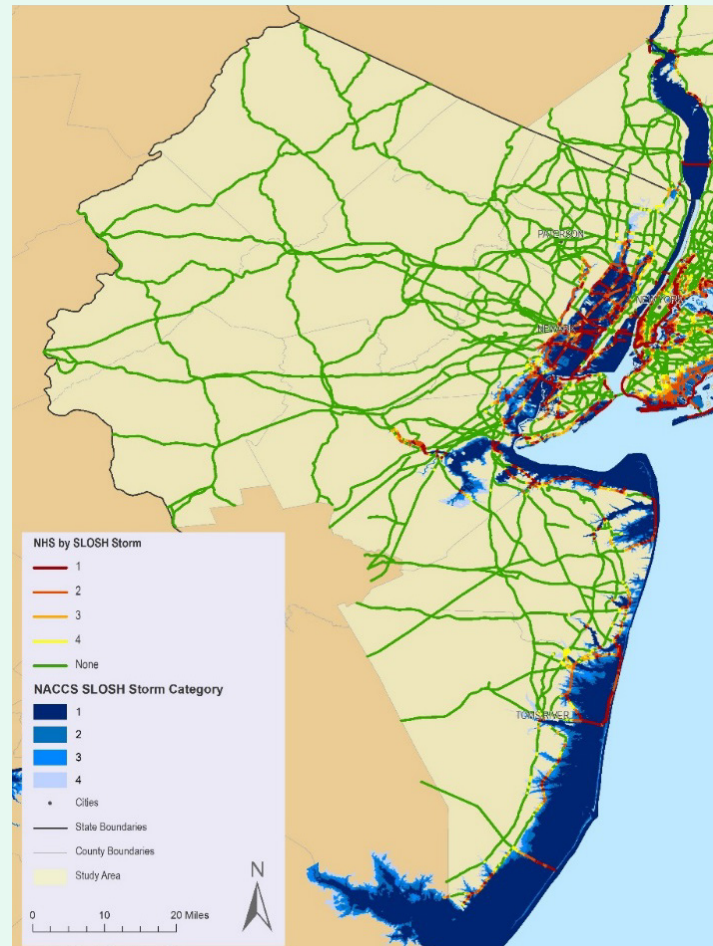 PATERSON
NEW YORK
NEWARK
TOMS RIVER
NHS by SLOSH Storm
1
2
3
4
None
NACCS SLOSH Storm Category
1
2
3
4
Cities
State Boundaries
County Boundaries
Study Area
N
0 10 20 Miles